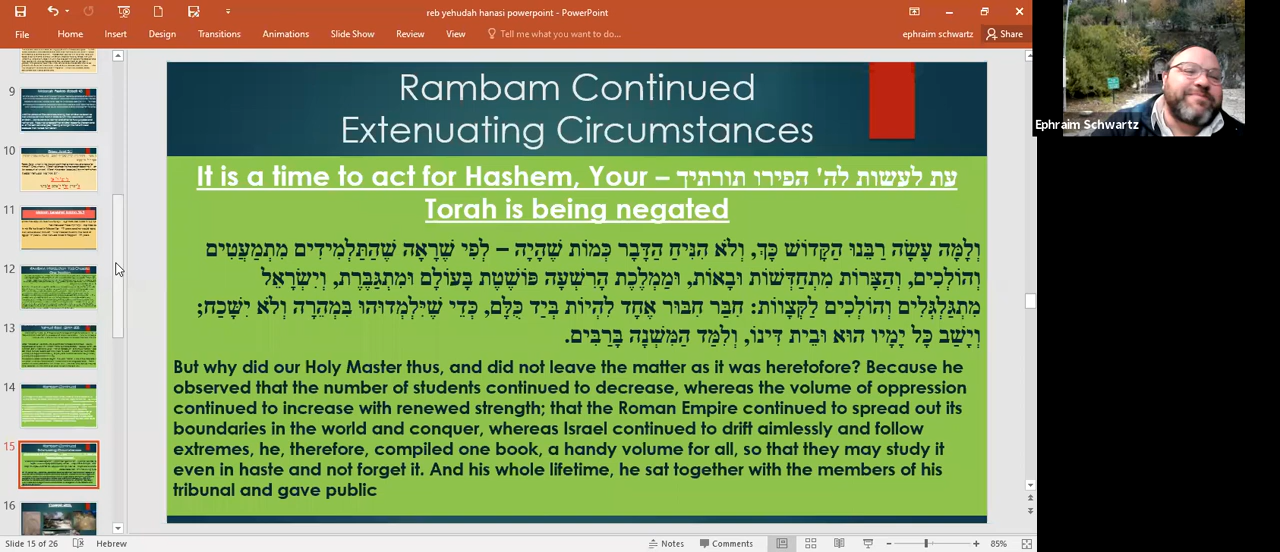 reb yehudah hanasi powerpoint - PowerPoint
File Home Insert Design Transitions Animations Slide Show Review View Tell me what you want to do... ephraim schwartz Share
9
10
11
12
13
14
15
16
Rambam Continued
Extenuating Circumstances
It is a time to act for Hashem, Your – עת לעשות לה' הפירו תורתיך
Torah is being negated
וְלָמָּה עָשָׂה רַבֵּנוּ הַקָּדוֹשׁ כָּךְ, וְלֹא הִנִּיחַ הַדָּבָר כְּמוֹת שֶׁהָיָה – לְפִי שֶׁרָאָה שֶׁהַתַּלְמִידִים מִתְמַעֲטִים
וְהוֹלְכִים, וְהַצָּרוֹת מִתְחַדְּשׁוֹת וּבָאוֹת, וּמַמְלֶכֶת הָרִשְׁעָה פּוֹשֶׁטֶת בָּעוֹלָם וּמִתְגַּבֶּרֶת, וְיִשְׂרָאֵל
מִתְגַּלְגְּלִים וְהוֹלְכִים לַקְּצָווֹת: חִבַּר חִבּוּר אֶחָד לִהְיוֹת בְּיַד כֻּלָּם, כְּדֵי שֶׁיִּלְמְדוּהוּ בִּמְהֵרָה וְלֹא יִשָּׁכַח;
וְיָשַׁב כָּל יָמָיו הוּא וּבֵית דִּינוֹ, וְלִמַּד הַמִּשְׁנָה בָּרַבִּים.
But why did our Holy Master thus, and did not leave the matter as it was heretofore? Because he
observed that the number of students continued to decrease, whereas the volume of oppression
continued to increase with renewed strength; that the Roman Empire continued to spread out its
boundaries in the world and conquer, whereas Israel continued to drift aimlessly and follow
extremes, he, therefore, compiled one book, a handy volume for all, so that they may study it
even in haste and not forget it. And his whole lifetime, he sat together with the members of his
tribunal and gave public
Ephraim Schwartz
Slide 15 of 26 Hebrew Notes Comments 85%